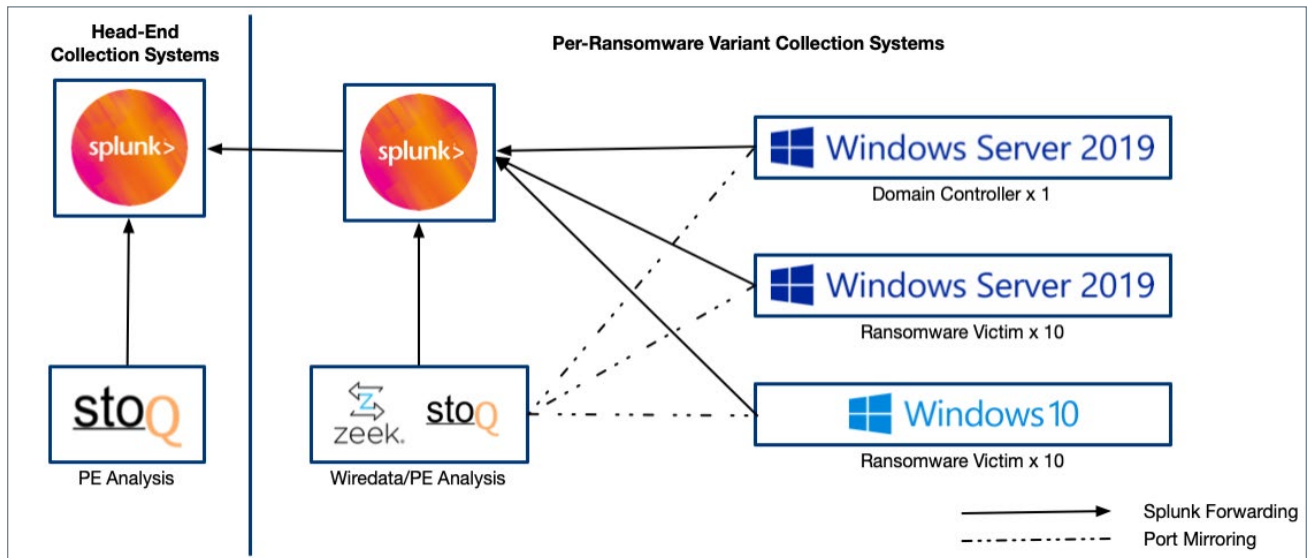 Head-End
Collection Systems
Per-Ransomware Variant Collection Systems
splunk>
splunk>
Windows Server 2019
Domain Controller x 1
Windows Server 2019
Ransomware Victim x 10
stoQ
PE Analysis
zeek.
stoQ
Wiredata/PE Analysis
Windows 10
Ransomware Victim x 10
Splunk Forwarding
Port Mirroring